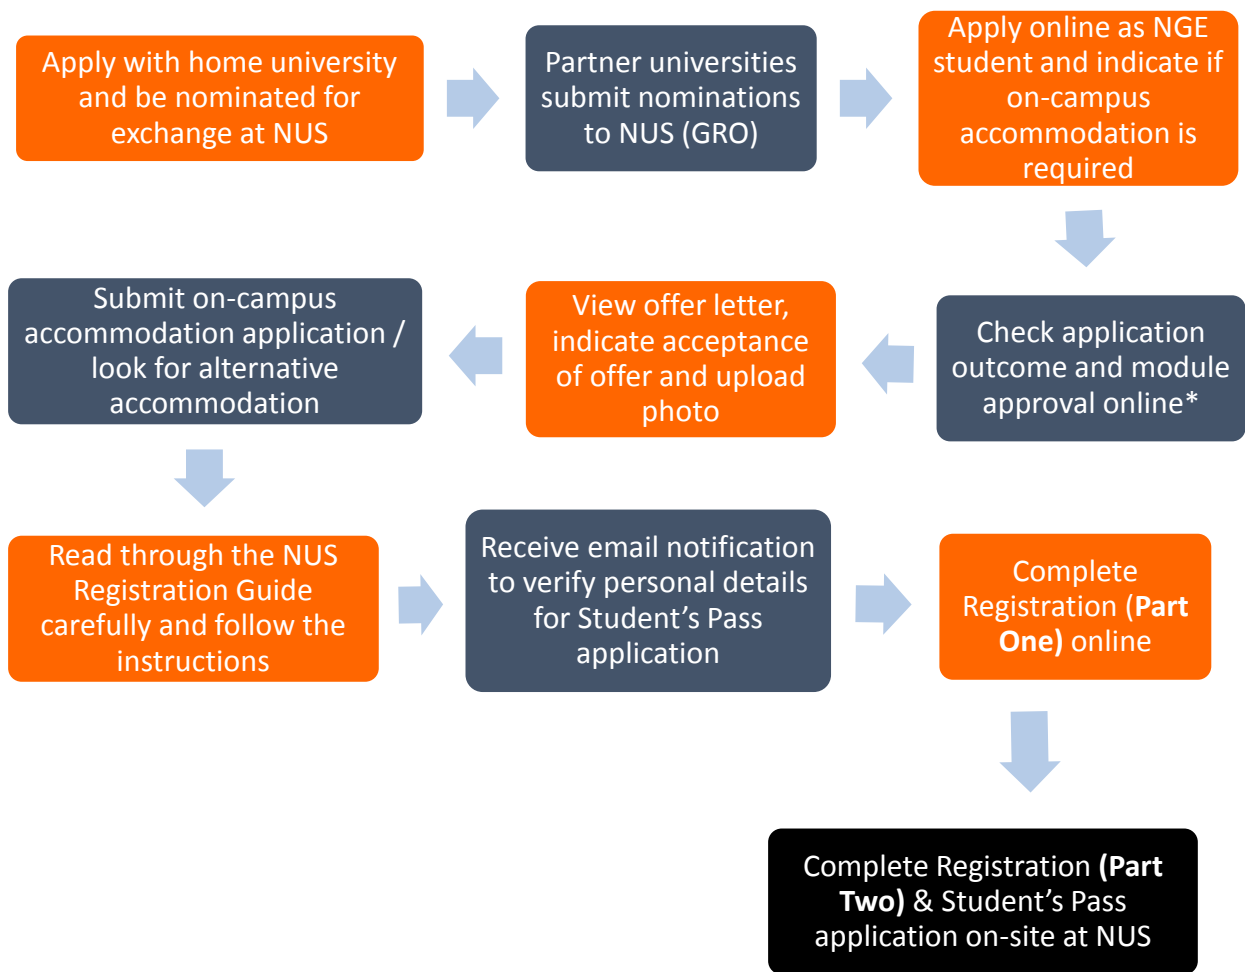 Apply with home university
and be nominated for
exchange at NUS
Partner universities
submit nominations
to NUS (GRO)
Apply online as NGE
student and indicate if
on-campus
accommodation is
required
Check application
outcome and module
approval online*
View offer letter,
indicate acceptance
of offer and upload
photo
Submit on-campus
accommodation application /
look for alternative
accommodation
Read through the NUS
Registration Guide
carefully and follow the
instructions
Receive email notification
to verify personal details
for Student’s Pass
application
Complete
Registration (Part
One) online
Complete Registration (Part
Two) & Student’s Pass
application on-site at NUS